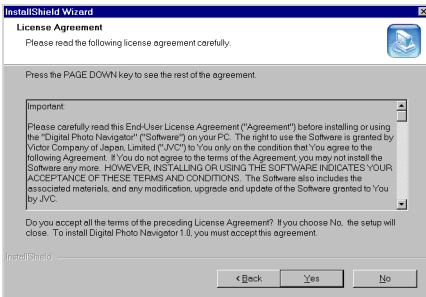 InstallShield Wizard
License Agreement
Please read the following license agreement carefully.
Press the PAGE DOWN key to see the rest of the agreement.
Important:
Please carefully read this End-User License Agreement ("Agreement") before installing or using
the "Digital Photo Navigator" ("Software") on your PC. The right to use the Software is granted by
Victor Company of Japan, Limited ("JVC") to You only on the condition that You agree to the
following Agreement. If You do not agree to the terms of the Agreement, you may not install the
Software any more. HOWEVER, INSTALLING OR USING THE SOFTWARE INDICATES YOUR
ACCEPTANCE OF THESE TERMS AND CONDITIONS. The Software also includes the
associated materials, and any modification, upgrade and update of the Software granted to You
by JVC.
Do you accept all the terms of the preceding License Agreement? If you choose No, the setup will
close. To install Digital Photo Navigator 1.0, you must accept this agreement.
InstallShield
< Back
Yes
No